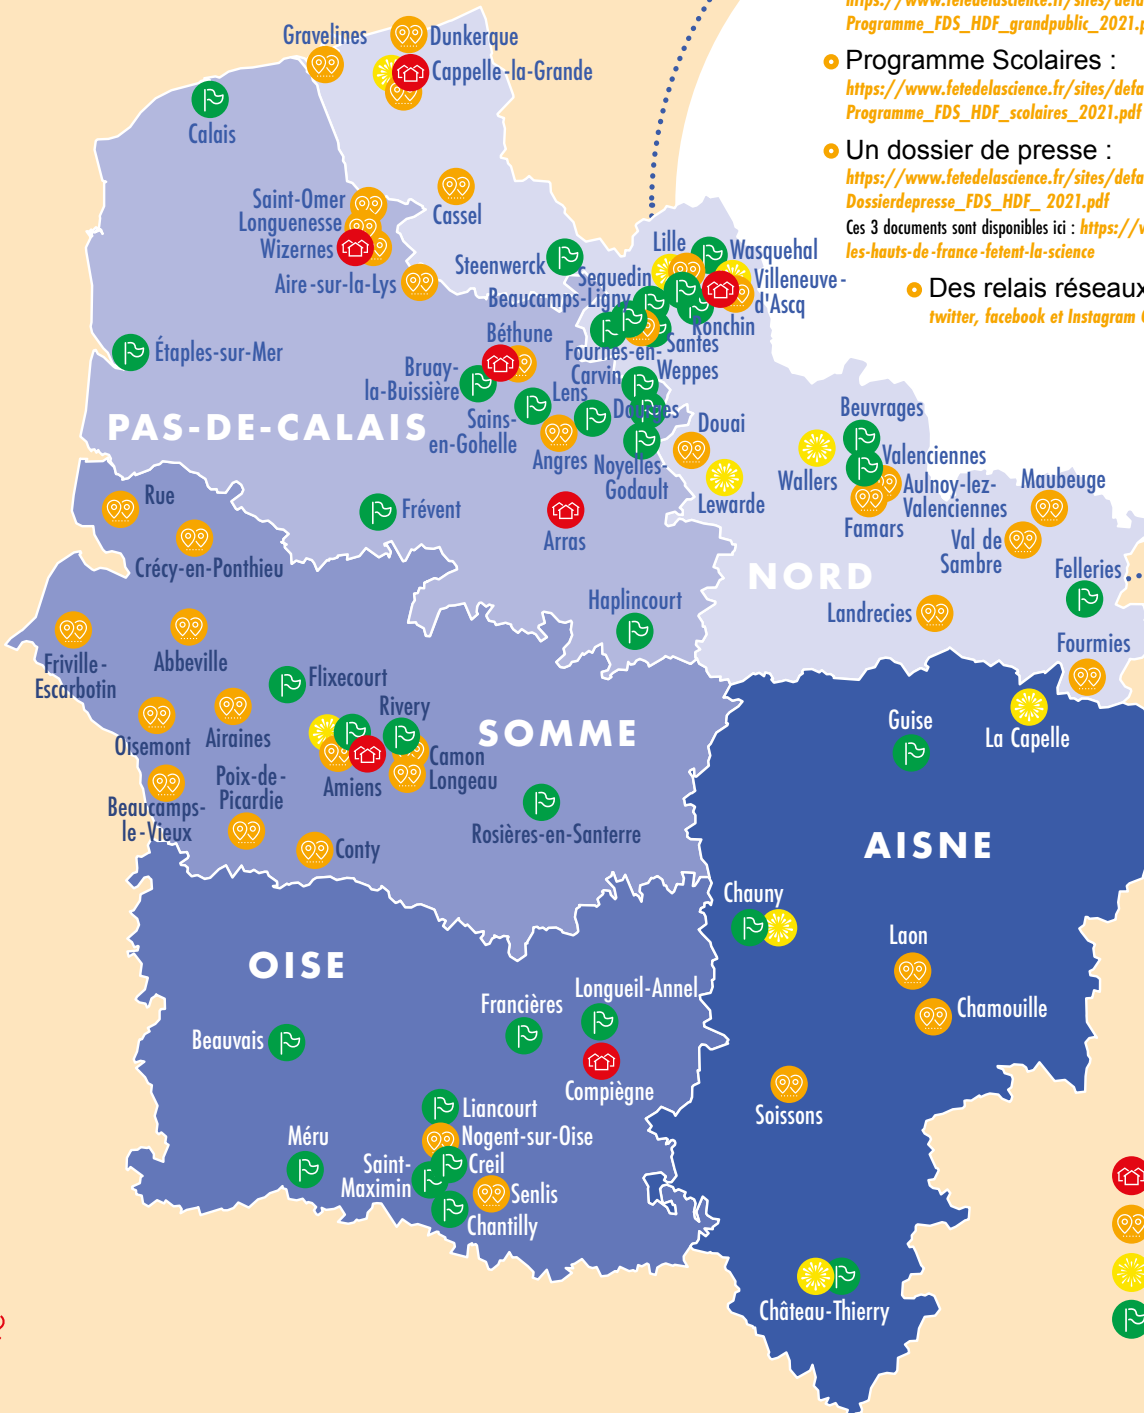 Programme_FDS_HDF_grandpublic_2021.p
Programme Scolaires :
https://www.fetedelascience.fr/sites/defa
Programme_FDS_HDF_scolaires_2021.pdf
Un dossier de presse :
https://www.fetedelascience.fr/sites/defa
Dossierdepresse_FDS_HDF_ 2021.pdf
Ces 3 documents sont disponibles ici : https://v
les-hauts-de-france-fetent-la-science
Des relais réseaux
twitter, facebook et Instagram
Gravelines
Dunkerque
Cappelle-la-Grande
Calais
Saint-Omer
Longuenesse
Wizernes
Cassel
Aire-sur-la-Lys
Steenwerck
Lille
Wasquehal
Sequedin
Villeneuve-
d'Ascq
Beaucamps-Ligny
Ronchin
Santes
Fournes-en-
Weppes
Béthune
Étaples-sur-Mer
Bruay-
la-Buissière
Carvin
Lens
Dourges
Sains-
en-Gohelle
Angres
Noyelles-
Godault
PAS-DE-CALAIS
Douai
Lewarde
Beuvrages
Valenciennes
Wallers
Aulnoy-lez-
Valenciennes
Famars
Maubeuge
Val de
Sambre
Felleries
Rue
Frévent
Arras
Crécy-en-Ponthieu
NORD
Haplincourt
Landrecies
Fourmies
Friville-
Escarbotin
Abbeville
Flixecourt
Rivery
SOMME
Oisemont
Airaines
Camon
Longeau
Amiens
Guise
La Capelle
Beaucamps-
le-Vieux
Poix-de-
Picardie
Conty
Rosières-en-Santerre
AISNE
Chauny
Laon
Chamouille
OISE
Francières
Longueil-Annel
Beauvais
Compiègne
Soissons
Liancourt
Nogent-sur-Oise
Méru
Saint-
Maximin
Creil
Senlis
Chantilly
Château-Thierry